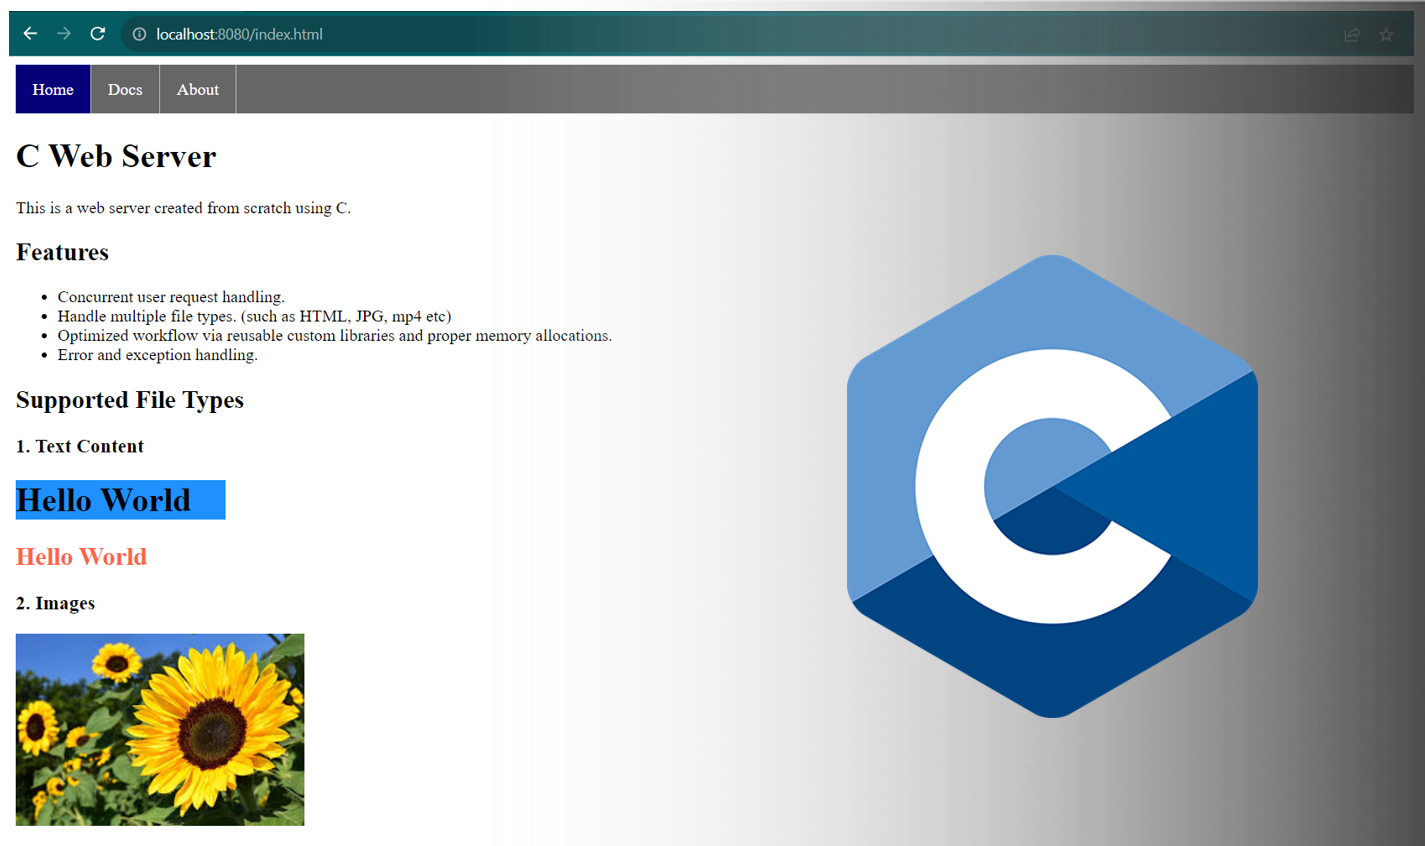 localhost:8080/index.html
Home Docs About
C Web Server
This is a web server created from scratch using C.
Features
• Concurrent user request handling.
• Handle multiple file types. (such as HTML, JPG, mp4 etc)
• Optimized workflow via reusable custom libraries and proper memory allocations.
• Error and exception handling.
Supported File Types
1. Text Content
Hello World
Hello World
2. Images
C